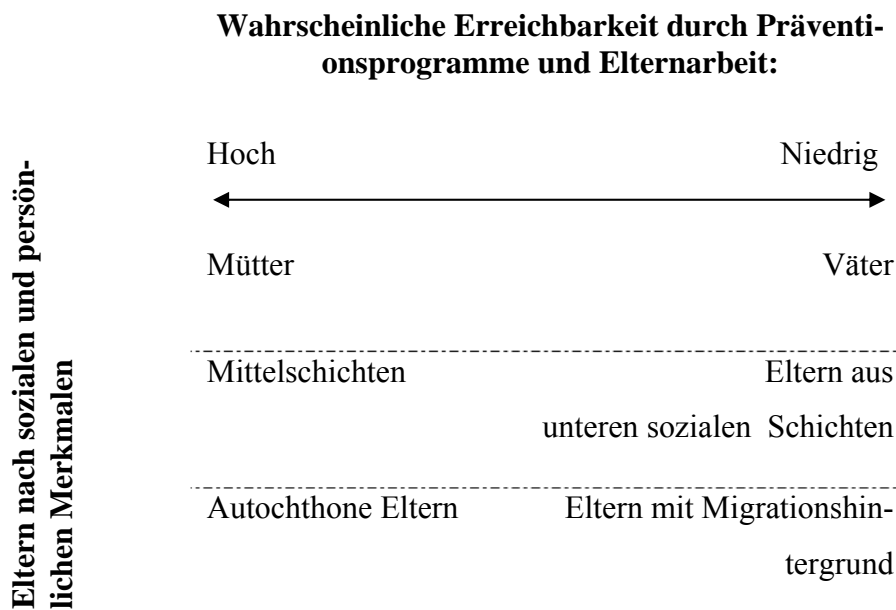 Wahrscheinliche Erreichbarkeit durch Präventi-
onsprogramme und Elternarbeit:
Eltern nach sozialen und persön-
lichen Merkmalen
Hoch Niedrig
Mütter Väter
Mittelschichten Eltern aus
unteren sozialen Schichten
Autochthone Eltern Eltern mit Migrationshin-
tergrund